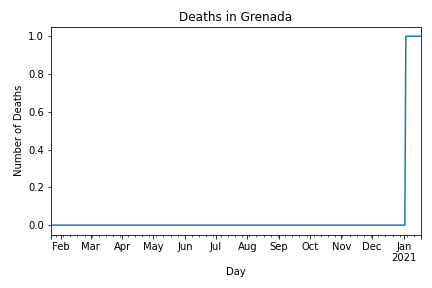 Deaths in Grenada
1.0
0.8
0.6
0.4
0.2
0.0
Number of Deaths
Feb Mar Apr May Jun Jul Aug Sep Oct Nov Dec Jan
2021
Day